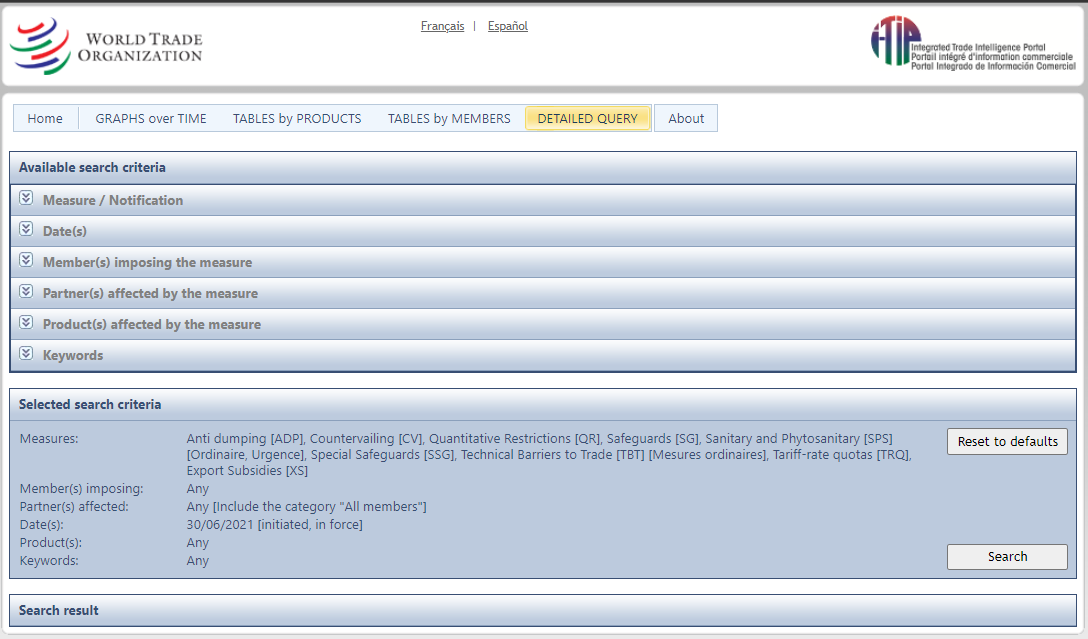 WORLD TRADE
ORGANIZATION
Français | Español
ITIP
Integrated Trade Intelligence Portal
Portail intégré d'information commerciale
Portal Integrado de Información Comercial
Home GRAPHS over TIME TABLES by PRODUCTS TABLES by MEMBERS DETAILED QUERY About
Available search criteria
Measure / Notification
Date(s)
Member(s) imposing the measure
Partner(s) affected by the measure
Product(s) affected by the measure
Keywords
Selected search criteria
Measures: Anti dumping [ADP], Countervailing [CV], Quantitative Restrictions [QR], Safeguards [SG], Sanitary and Phytosanitary [SPS] Reset to defaults
[Ordinaire, Urgence], Special Safeguards [SSG], Technical Barriers to Trade [TBT] [Mesures ordinaires], Tariff-rate quotas [TRQ],
Export Subsidies [XS]
Member(s) imposing: Any
Partner(s) affected: Any [Include the category "All members"]
Date(s): 30/06/2021 [initiated, in force]
Product(s): Any
Keywords: Any Search
Search result